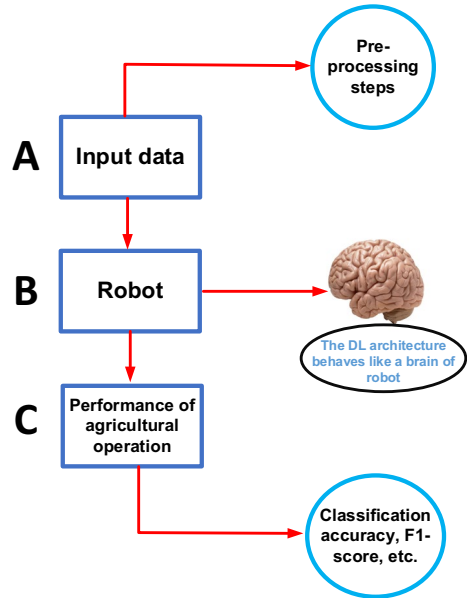 Pre-
processing
steps
A
Input data
B
Robot
The DL architecture
behaves like a brain of
robot
C
Performance of
agricultural
operation
Classification
accuracy, F1-
score, etc.